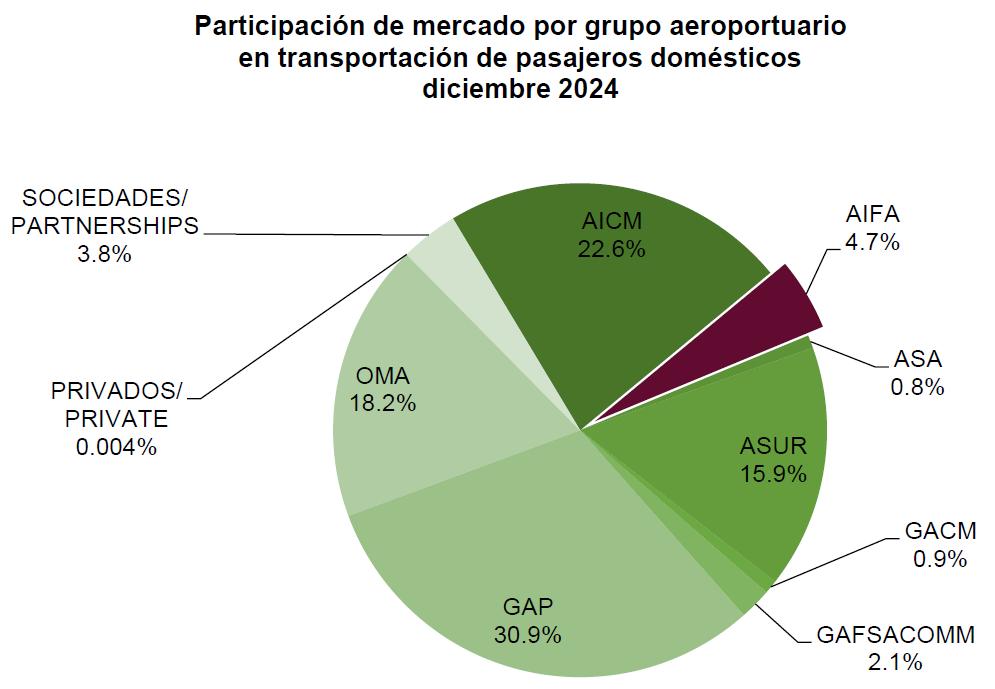 Participación de mercado por grupo aeroportuario
en transportación de pasajeros domésticos
diciembre 2024
SOCIEDADES/
PARTNERSHIPS
3.8%
AICM
22.6%
AIFA
4.7%
ASA
0.8%
PRIVADOS/
PRIVATE
0.004%
OMA
18.2%
ASUR
15.9%
GACM
0.9%
GAP
30.9%
GAFSACOMM
2.1%